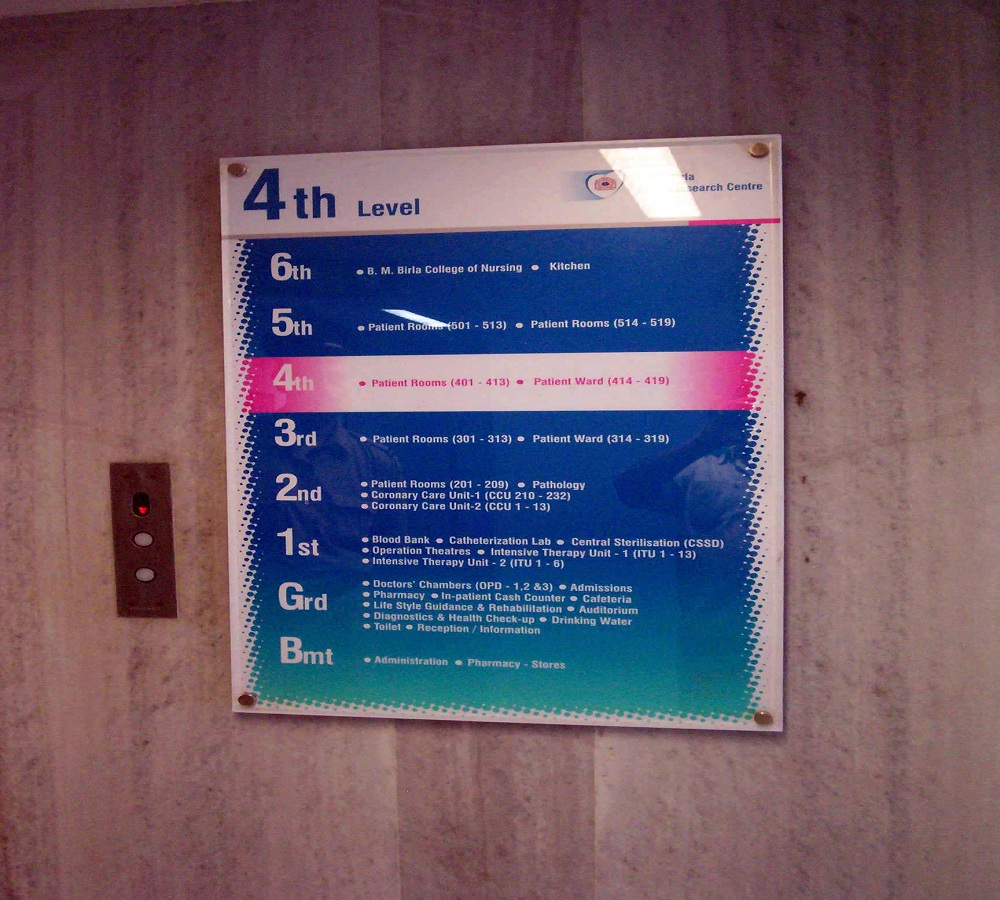 4th Level
rla
search Centre
6th • B. M. Birla College of Nursing • Kitchen
5th • Patient Rooms (501 - 513) • Patient Rooms (514 - 519)
4th • Patient Rooms (401 - 413) • Patient Ward (414 - 419)
3rd • Patient Rooms (301 - 313) • Patient Ward (314 - 319)
2nd • Patient Rooms (201 - 209) • Pathology
• Coronary Care Unit-1 (CCU 210 - 232)
• Coronary Care Unit-2 (CCU 1 - 13)
1st • Blood Bank • Catheterization Lab • Central Sterilisation (CSSD)
• Operation Theatres • Intensive Therapy Unit - 1 (ITU 1 - 13)
• Intensive Therapy Unit - 2 (ITU 1 - 6)
Grd • Doctors' Chambers (OPD - 1,2 &3) • Admissions
• Pharmacy • In-patient Cash Counter • Cafeteria
• Life Style Guidance & Rehabilitation • Auditorium
• Diagnostics & Health Check-up • Drinking Water
• Toilet • Reception / Information
Bmt • Administration • Pharmacy - Stores